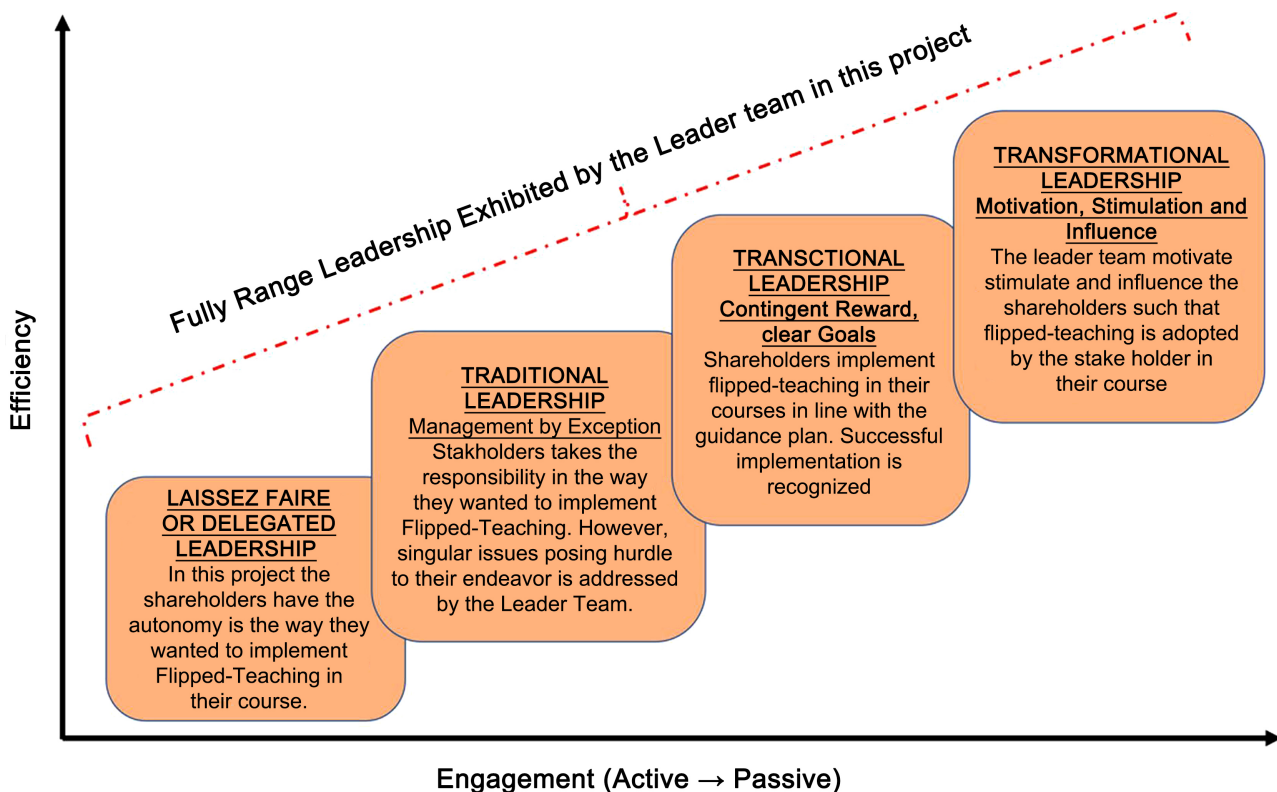 Fully Range Leadership Exhibited by the Leader team in this project
Efficiency
LAISSEZ FAIRE
OR DELEGATED
LEADERSHIP
In this project the
shareholders have the
autonomy is the way they
wanted to implement
Flipped-Teaching in
their course.
TRADITIONAL
LEADERSHIP
Management by Exception
Stakholders takes the
responsibility in the way
they wanted to implement
Flipped-Teaching. However,
singular issues posing hurdle
to their endeavor is addressed
by the Leader Team.
TRANSCTIONAL
LEADERSHIP
Contingent Reward,
clear Goals
Shareholders implement
flipped-teaching in their
courses in line with the
guidance plan. Successful
implementation is
recognized
TRANSFORMATIONAL
LEADERSHIP
Motivation, Stimulation and
Influence
The leader team motivate
stimulate and influence the
shareholders such that
flipped-teaching is adopted
by the stake holder in
their course
Engagement (Active → Passive)